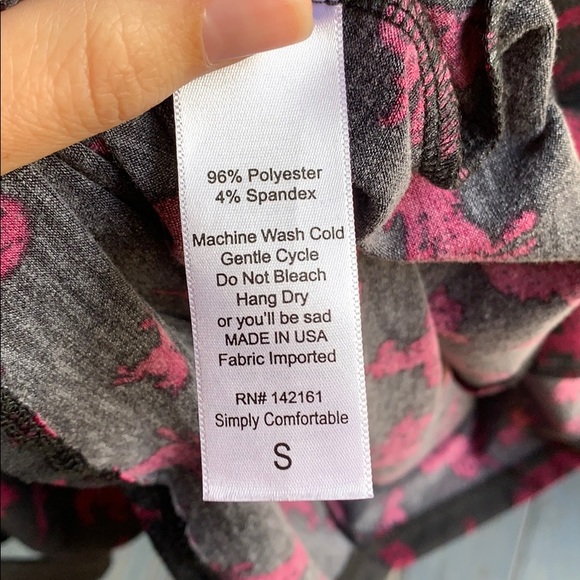 96% Polyester
4% Spandex
Machine Wash Cold
Gentle Cycle
Do Not Bleach
Hang Dry
or you'll be sad
MADE IN USA
Fabric Imported
RN# 142161
Simply Comfortable
S